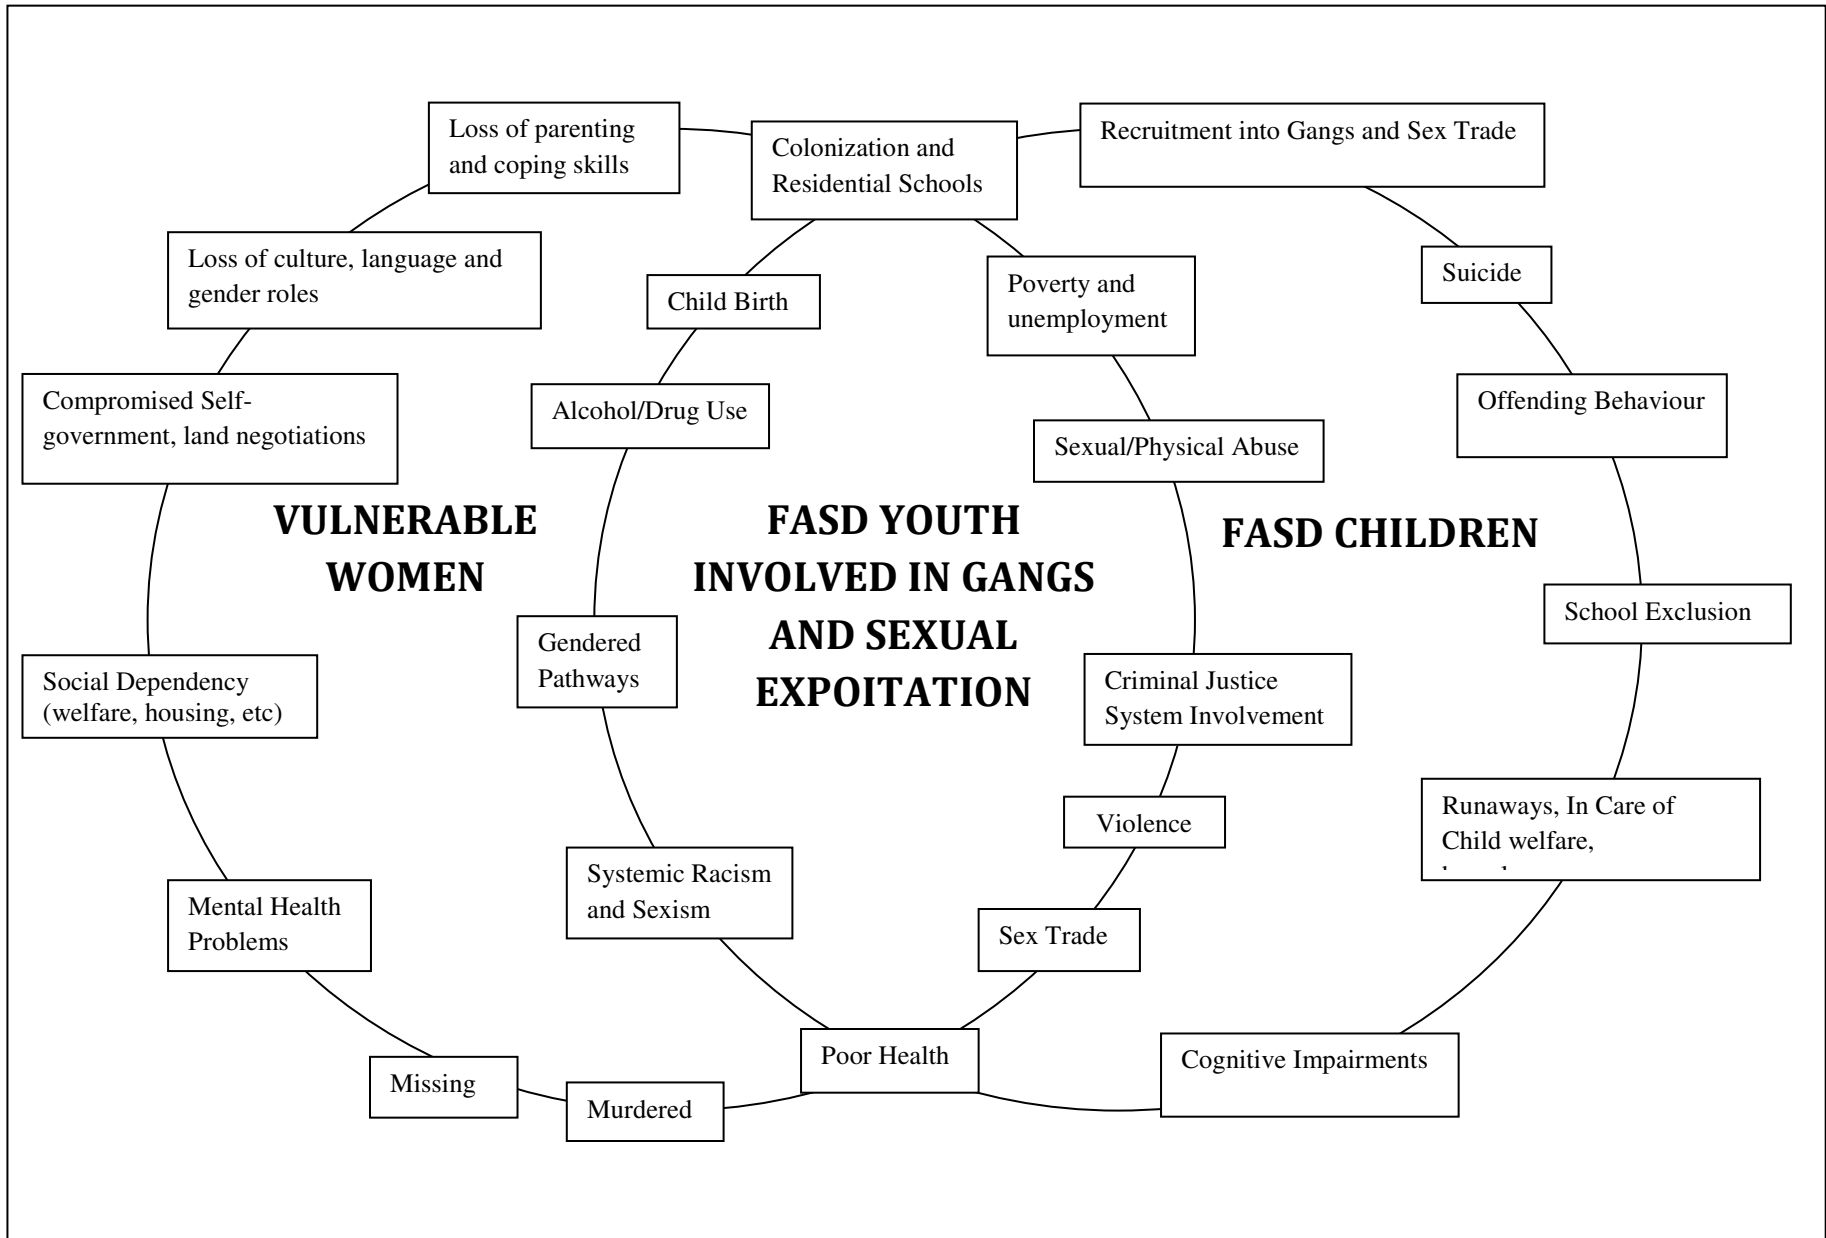 Loss of parenting
and coping skills
Colonization and
Residential Schools
Recruitment into Gangs and Sex Trade
Loss of culture, language and
gender roles
Child Birth
Poverty and
unemployment
Suicide
Compromised Self-
government, land negotiations
Alcohol/Drug Use
Sexual/Physical Abuse
Offending Behaviour
VULNERABLE
WOMEN
FASD YOUTH
INVOLVED IN GANGS
AND SEXUAL
EXPOITATION
FASD CHILDREN
Gendered
Pathways
School Exclusion
Social Dependency
(welfare, housing, etc)
Criminal Justice
System Involvement
Violence
Runaways, In Care of
Child welfare,
Systemic Racism
and Sexism
Mental Health
Problems
Sex Trade
Poor Health
Cognitive Impairments
Missing
Murdered